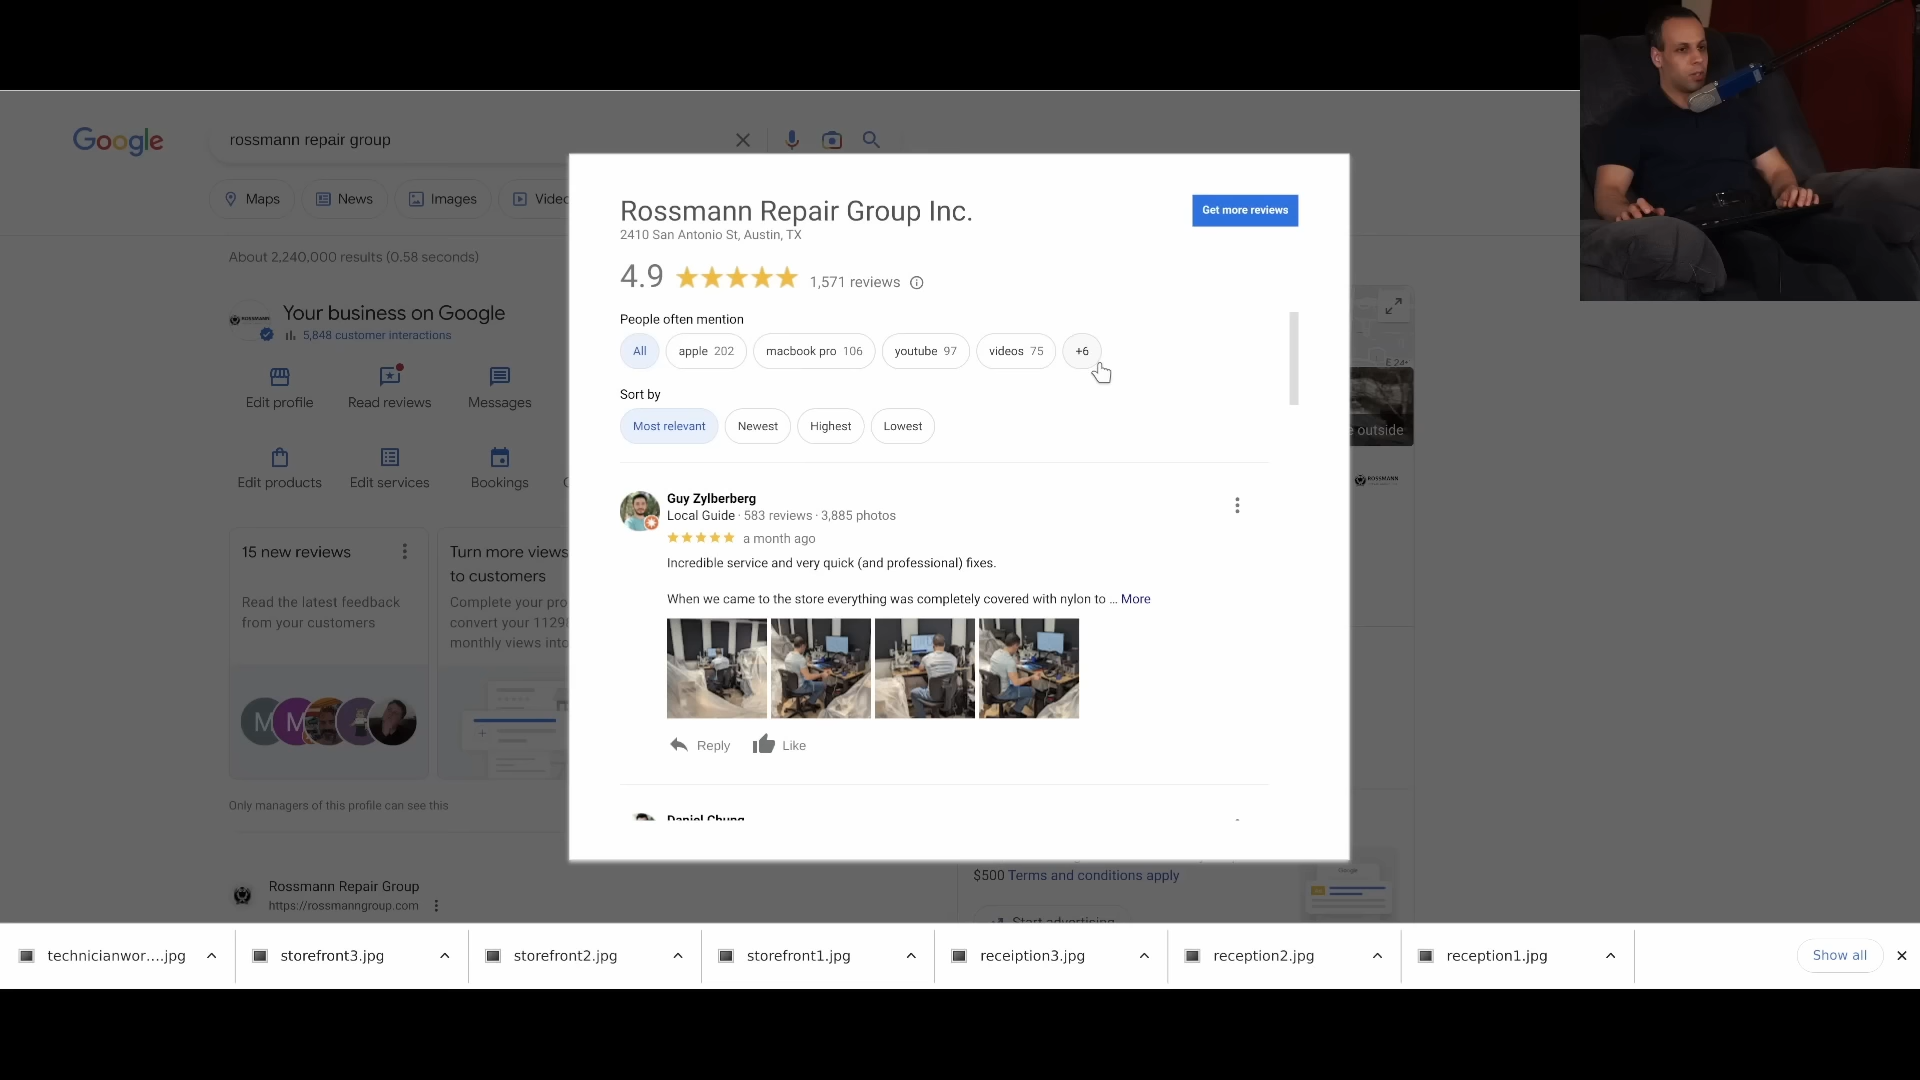 Google
rossmann repair group
Maps
News
Images
Rossmann Repair Group Inc.
2410 San Antonio St, Austin, TX
Get more reviews
4.9
1,571 reviews
People often mention
All
apple 202
macbook pro 106
youtube 97
videos 75
+6
Sort by
Most relevant
Newest
Highest
Lowest
Guy Zylberberg
Local Guide · 583 reviews · 3,885 photos
a month ago
Incredible service and very quick (and professional) fixes.
When we came to the store everything was completely covered with nylon to ... More
Reply
Like
Daniel Chung
About 2,240,000 results (0.58 seconds)
ROSSMANN
Your business on Google
5,848 customer interactions
Edit profile
Read reviews
Messages
Edit products
Edit services
Bookings
15 new reviews
Read the latest feedback
from your customers
M
M
Turn more views
to customers
Complete your
monthly views
Only managers of this profile can see this
Rossmann Repair Group
https://rossmanngroup.com
outside
ROSSMANN
$500 Terms and conditions apply
Start advertising
technicianwor....jpg
storefront3.jpg
storefront2.jpg
storefront1.jpg
receiption3.jpg
reception2.jpg
reception1.jpg
Show all